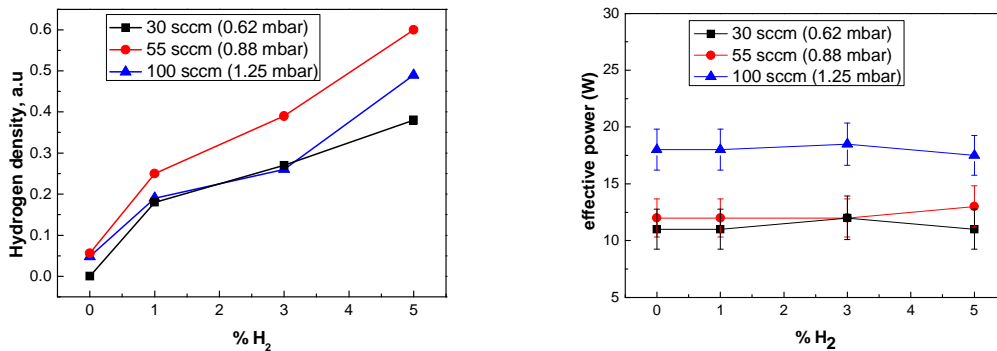 Hydrogen density, a.u
0.6
0.5
0.4
0.3
0.2
0.1
0.0
30 sccm (0.62 mbar)
55 sccm (0.88 mbar)
100 sccm (1.25 mbar)
0 1 2 3 4 5
% H2
effective power (W)
30
25
20
15
10
5
30 sccm (0.62 mbar)
55 sccm (0.88 mbar)
100 sccm (1.25 mbar)
0 1 2 3 4 5
% H2